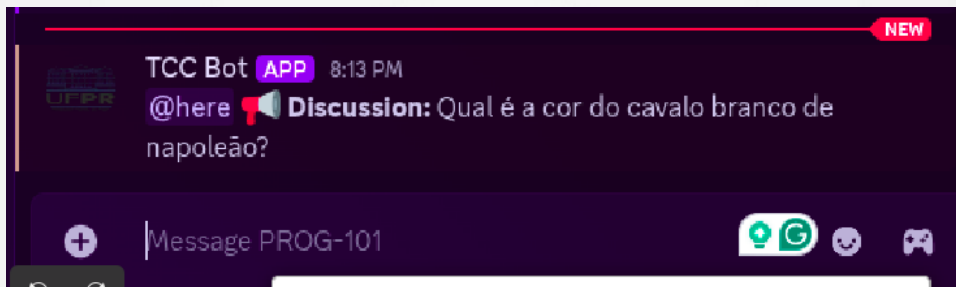 NEW
TCC Bot APP 8:13 PM
UFPR
@here 📢 Discussion: Qual é a cor do cavalo branco de
napoleão?
Message PROG-101